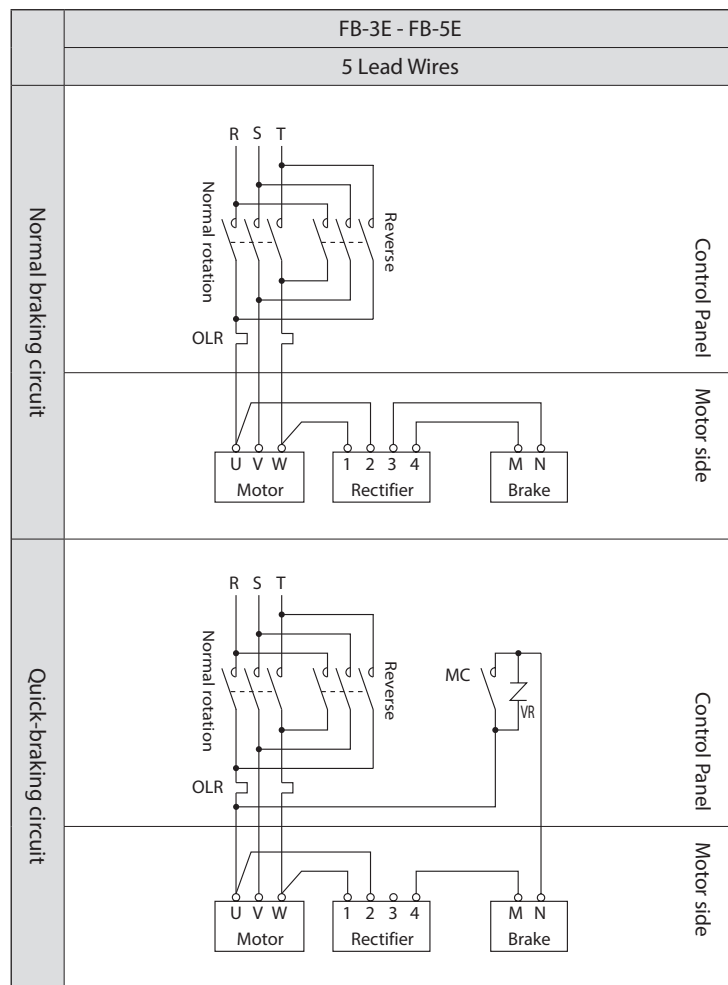 FB-3E - FB-5E
5 Lead Wires
Normal braking circuit
R S T
Normal rotation
Reverse
OLR
Control Panel
Motor side
U V W
Motor
1 2 3 4
Rectifier
M N
Brake
Quick-braking circuit
R S T
Normal rotation
Reverse
MC
VR
OLR
Control Panel
Motor side
U V W
Motor
1 2 3 4
Rectifier
M N
Brake